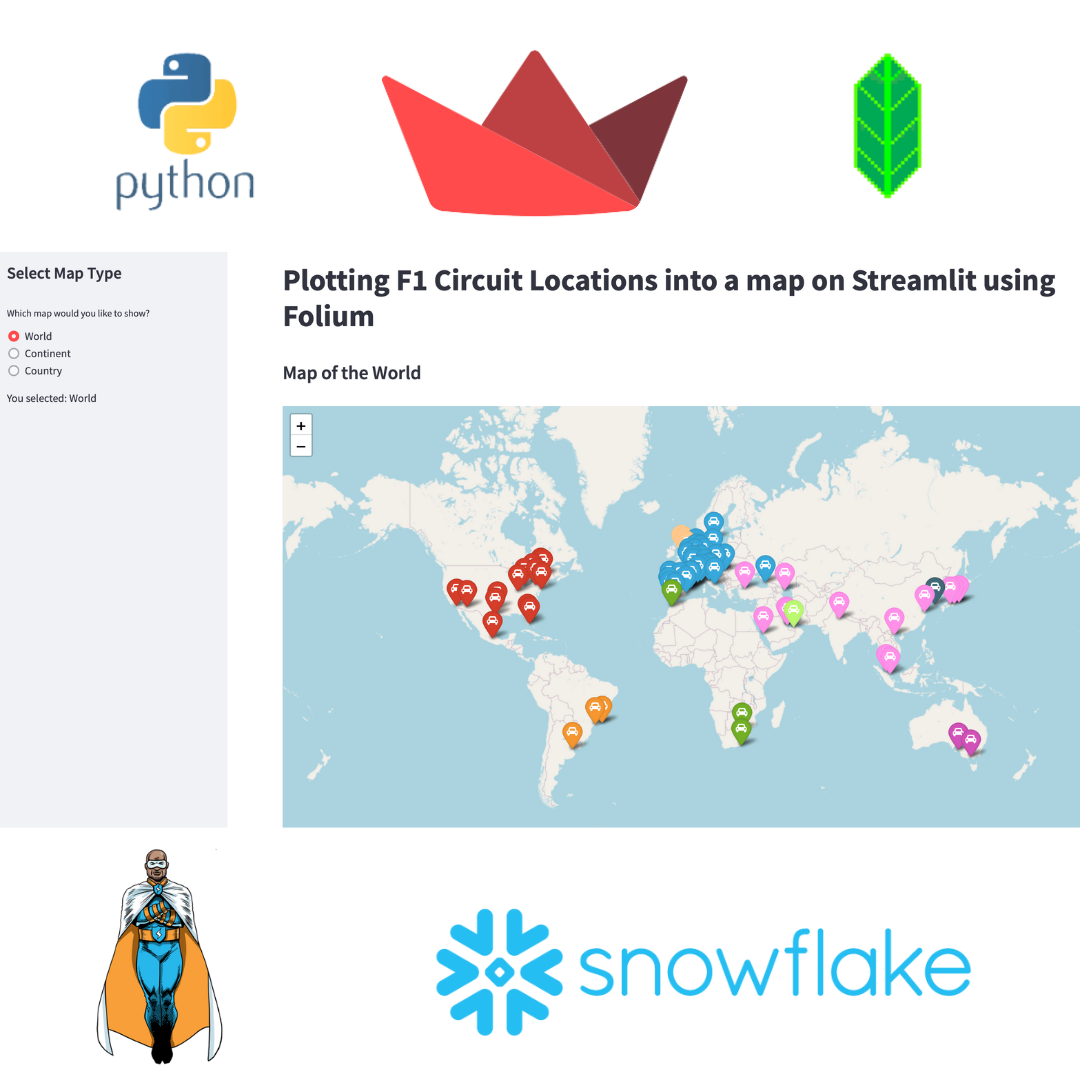 python
Select Map Type
Which map would you like to show?
World
Continent
Country
You selected: World
Plotting F1 Circuit Locations into a map on Streamlit using
Folium
Map of the World
+
−
snowflake